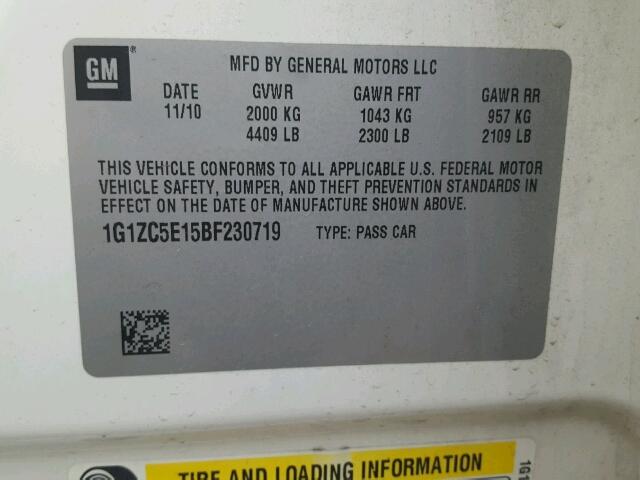 GM
MFD BY GENERAL MOTORS LLC
DATE GVWR GAWR FRT GAWR RR
11/10 2000 KG 1043 KG 957 KG
4409 LB 2300 LB 2109 LB
THIS VEHICLE CONFORMS TO ALL APPLICABLE U.S. FEDERAL MOTOR
VEHICLE SAFETY, BUMPER, AND THEFT PREVENTION STANDARDS IN
EFFECT ON THE DATE OF MANUFACTURE SHOWN ABOVE.
1G1ZC5E15BF230719 TYPE: PASS CAR
TIRE AND LOADING INFORMATION